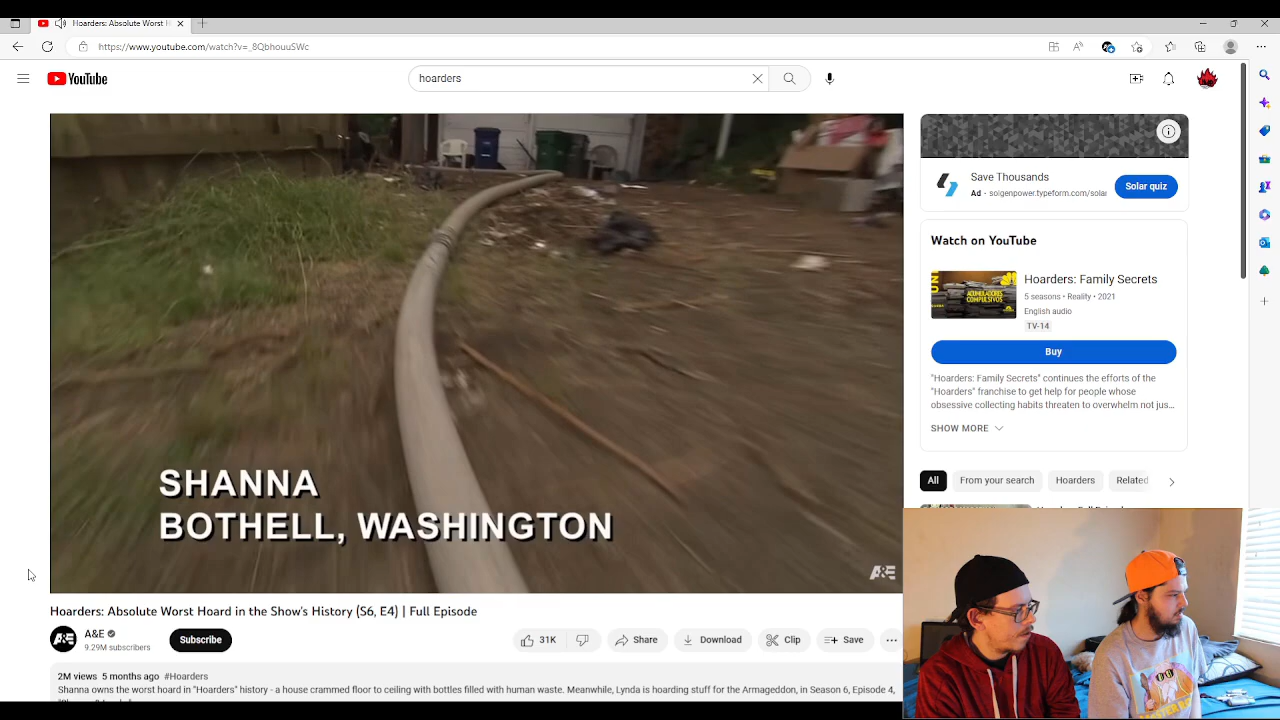 Hoarders: Absolute Worst H
https://www.youtube.com/watch?v=_8QbhouuSWc
YouTube
hoarders
SHANNA
BOTHELL, WASHINGTON
A&E
Hoarders: Absolute Worst Hoard in the Show's History (S6, E4) | Full Episode
A&E
A&E
9.29M subscribers
Subscribe
31K
Share
Download
Clip
Save
2M views 5 months ago #Hoarders
Shanna owns the worst hoard in "Hoarders" history - a house crammed floor to ceiling with bottles filled with human waste. Meanwhile, Lynda is hoarding stuff for the Armageddon, in Season 6, Episode 4,
Save Thousands
Ad · solgenpower.typeform.com/solar
Solar quiz
Watch on YouTube
ACUMULADORES
COMPULSIVOS
Hoarders: Family Secrets
5 seasons • Reality • 2021
English audio
TV-14
Buy
"Hoarders: Family Secrets" continues the efforts of the
"Hoarders" franchise to get help for people whose
obsessive collecting habits threaten to overwhelm not jus...
SHOW MORE
All
From your search
Hoarders
Related